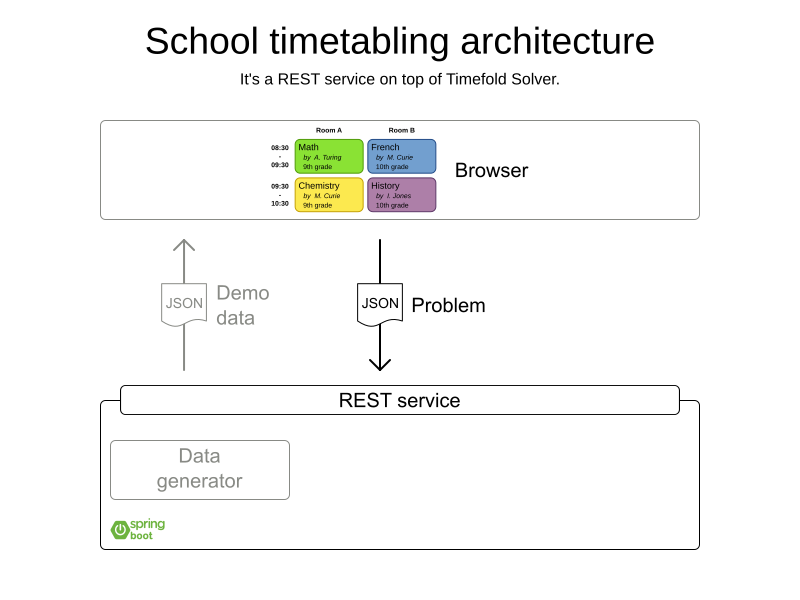 School timetabling architecture
It's a REST service on top of Timefold Solver.
Room A
Room B
08:30
-
09:30
Math
by A. Turing
9th grade
French
by M. Curie
10th grade
Browser
09:30
-
10:30
Chemistry
by M. Curie
9th grade
History
by I. Jones
10th grade
JSON
Demo
data
JSON
Problem
REST service
Data
generator
spring
boot